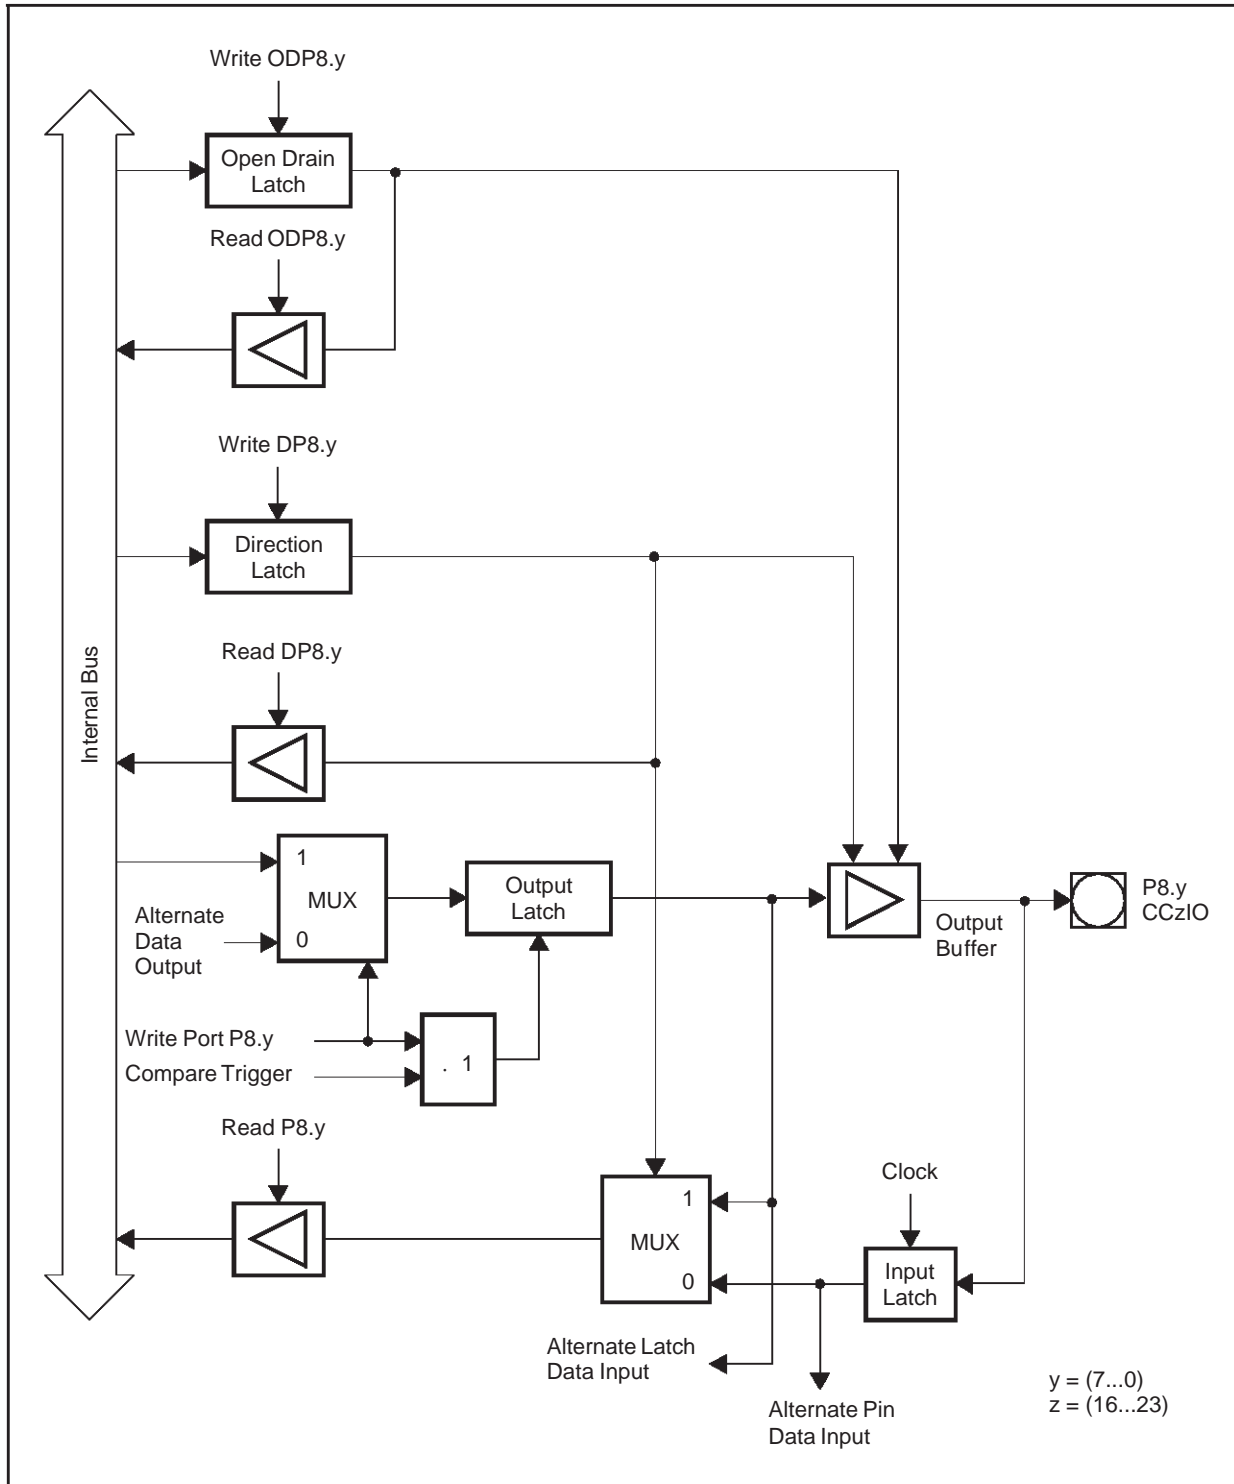 Write ODP8.y
Open Drain
Latch
Read ODP8.y
Write DP8.y
Direction
Latch
Internal Bus
Read DP8.y
1
MUX
0
Alternate
Data
Output
Output
Latch
Output
Buffer
P8.y
CCzIO
Write Port P8.y
Compare Trigger
. 1
Read P8.y
1
MUX
0
Clock
Input
Latch
Alternate Latch
Data Input
Alternate Pin
Data Input
y = (7...0)
z = (16...23)